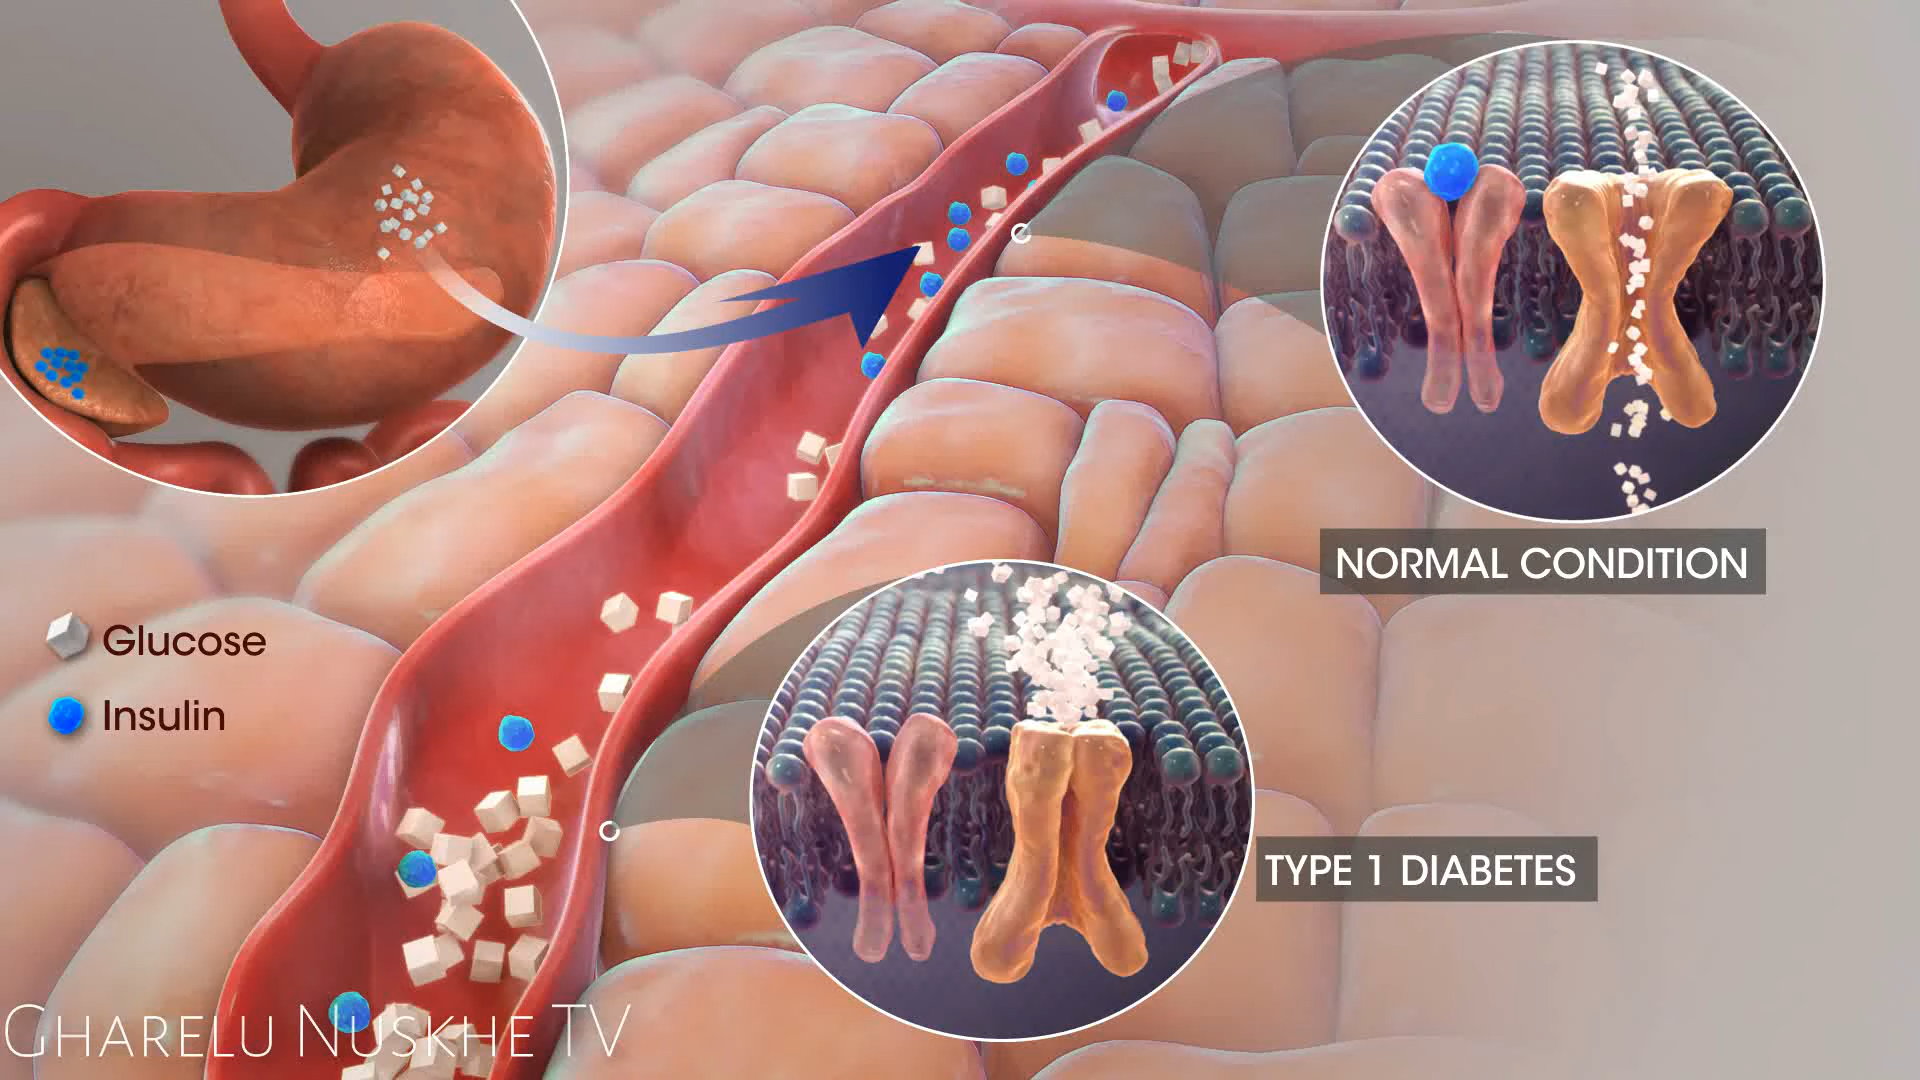 NORMAL CONDITION
Glucose
Insulin
TYPE 1 DIABETES
GHARELU NUSKHE TV